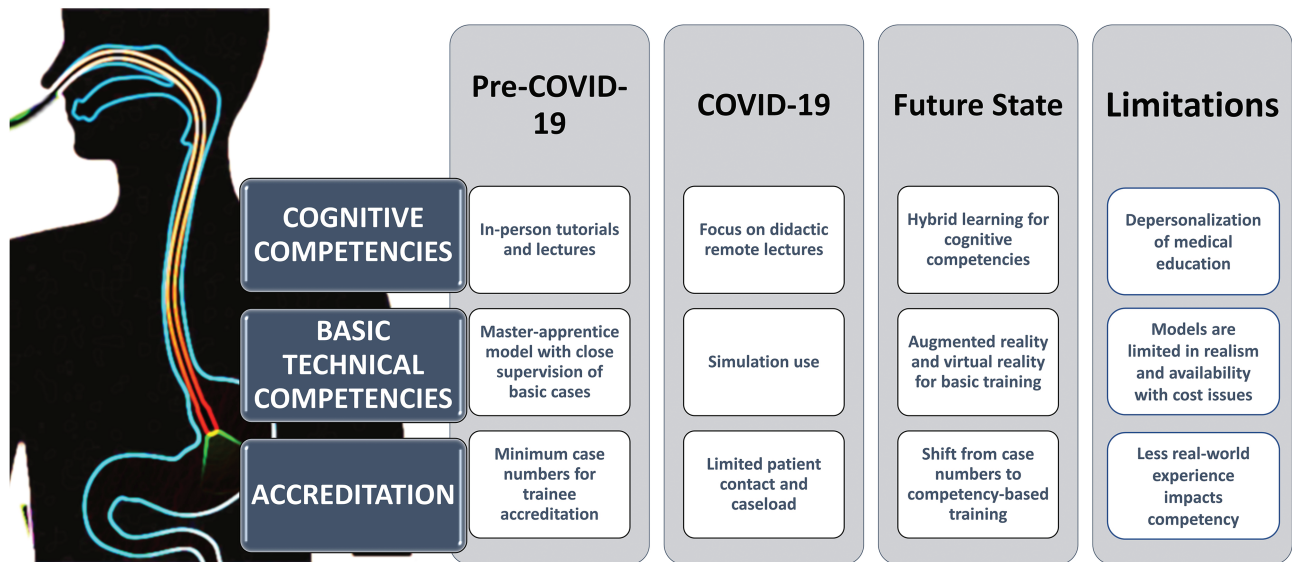 Pre-COVID-
19
COVID-19
Future State
Limitations
COGNITIVE
COMPETENCIES
In-person tutorials
and lectures
Focus on didactic
remote lectures
Hybrid learning for
cognitive
competencies
Depersonalization
of medical
education
BASIC
TECHNICAL
COMPETENCIES
Master-apprentice
model with close
supervision of
basic cases
Simulation use
Augmented reality
and virtual reality
for basic training
Models are
limited in realism
and availability
with cost issues
ACCREDITATION
Minimum case
numbers for
trainee
accreditation
Limited patient
contact and
caseload
Shift from case
numbers to
competency-based
training
Less real-world
experience
impacts
competency